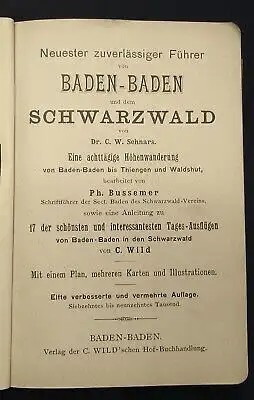 Neuester zuverlässiger Führer
von
BADEN-BADEN
und dem
SCHWARZWALD
von
Dr. C. W. Schnars.
Eine achttägige Höhenwanderung
von Baden-Baden bis Thiengen und Waldshut,
bearbeitet von
Ph. Bussemer
Schriftführer der Sect. Baden des Schwarzwald-Vereins,
sowie eine Anleitung zu
17 der schönsten und interessantesten Tages-Ausflügen
von Baden-Baden in den Schwarzwald
von C. Wild
Mit einem Plan, mehreren Karten und Illustrationen.
Elfte verbesserte und vermehrte Auflage.
Siebzehntes bis neunzehntes Tausend.
BADEN-BADEN.
Verlag der C. WILD'schen Hof-Buchhandlung.